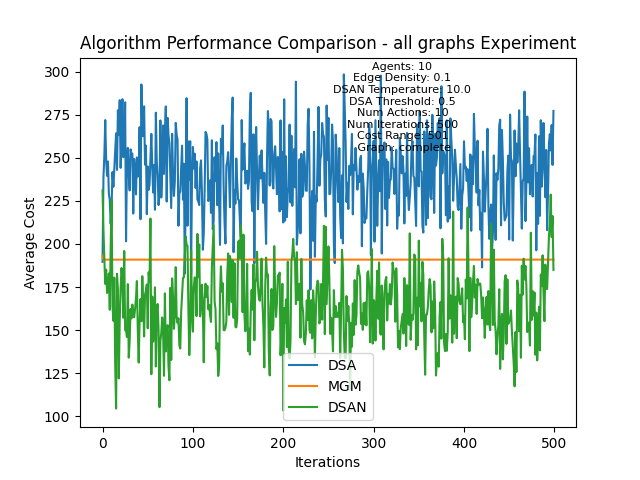 Algorithm Performance Comparison - all graphs Experiment
Agents: 10
Edge Density: 0.1
DSAN Temperature: 10.0
DSA Threshold: 0.5
Num Actions: 10
Num Iterations: 500
Cost Range: 501
Graph: complete
Average Cost
300
275
250
225
200
175
150
125
100
DSA
MGM
DSAN
0
100
200
300
400
500
Iterations